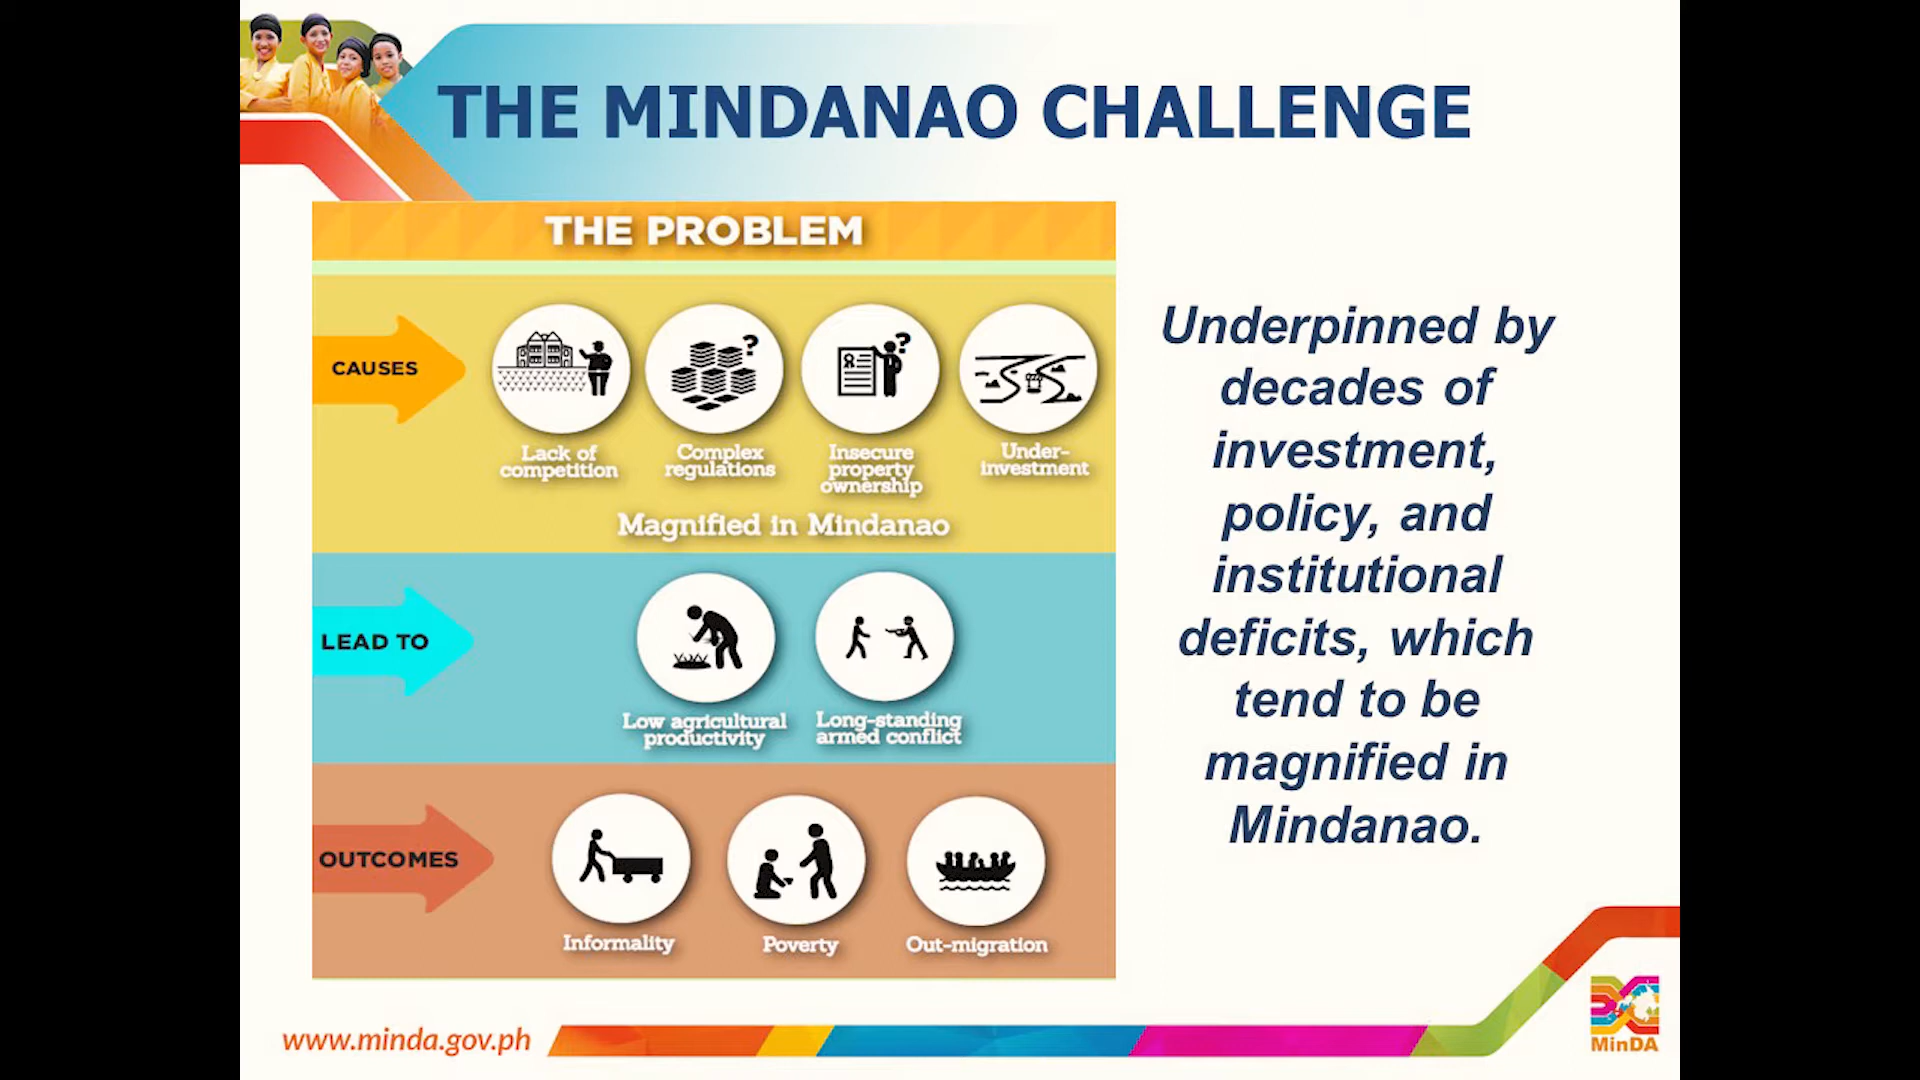 THE MINDANAO CHALLENGE
THE PROBLEM
CAUSES
?
?
Lack of
competition
Complex
regulations
Insecure
property
ownership
Under-
investment
Magnified in Mindanao
LEAD TO
Low agricultural
productivity
Long-standing
armed conflict
OUTCOMES
Informality
Poverty
Out-migration
Underpinned by
decades of
investment,
policy, and
institutional
deficits, which
tend to be
magnified in
Mindanao.
www.minda.gov.ph
MinDA